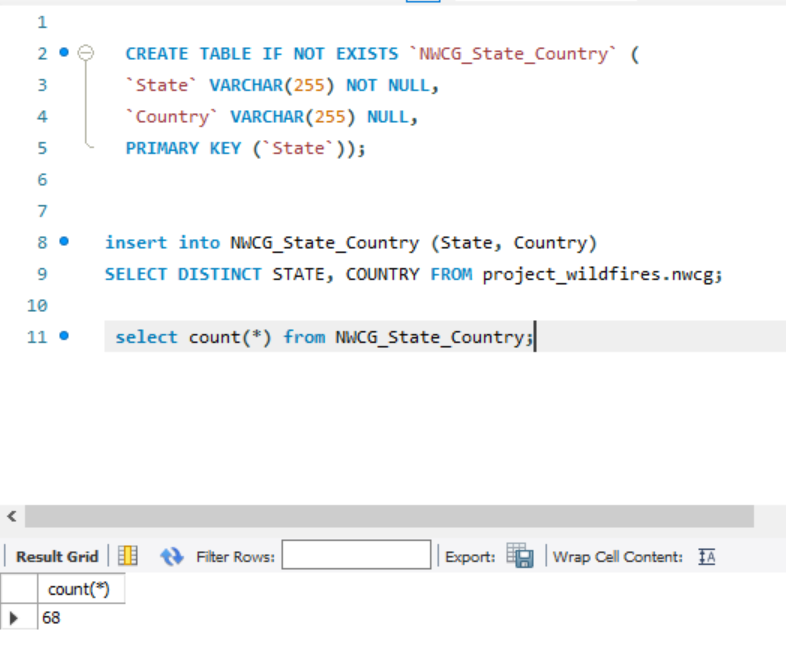 1
2 CREATE TABLE IF NOT EXISTS `NWCG_State_Country` (
3 `State` VARCHAR(255) NOT NULL,
4 `Country` VARCHAR(255) NULL,
5 PRIMARY KEY (`State`));
6
7
8 insert into NWCG_State_Country (State, Country)
9 SELECT DISTINCT STATE, COUNTRY FROM project_wildfires.nwcg;
10
11 select count(*) from NWCG_State_Country;
Result Grid Filter Rows: Export: Wrap Cell Content:
count(*)
68